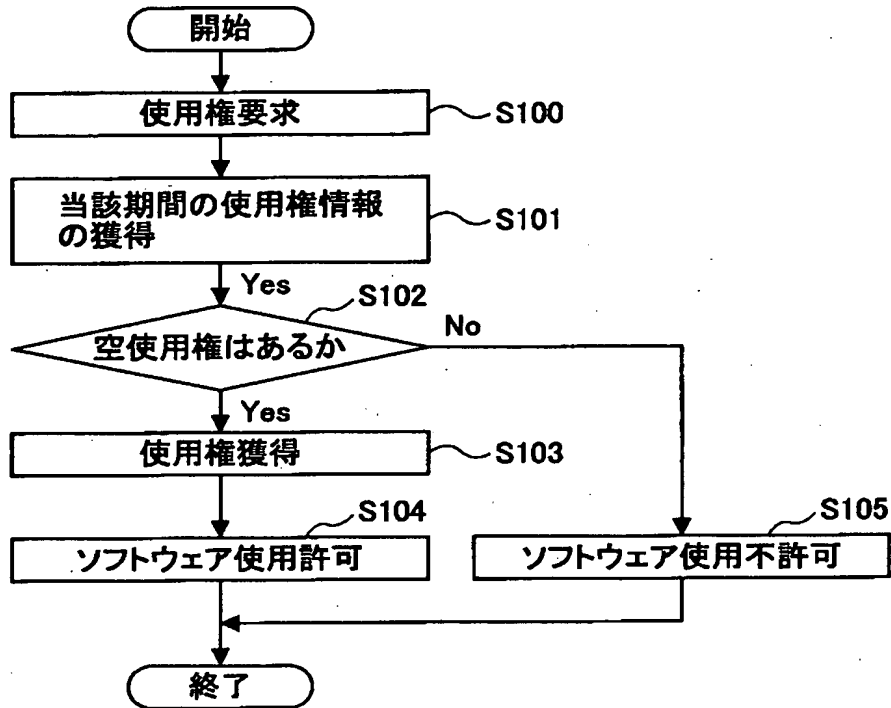 開始
使用権要求
S100
当該期間の使用権情報
の獲得
S101
Yes
S102
空使用権はあるか
No
Yes
使用権獲得
S103
S104
ソフトウェア使用許可
S105
ソフトウェア使用不許可
終了